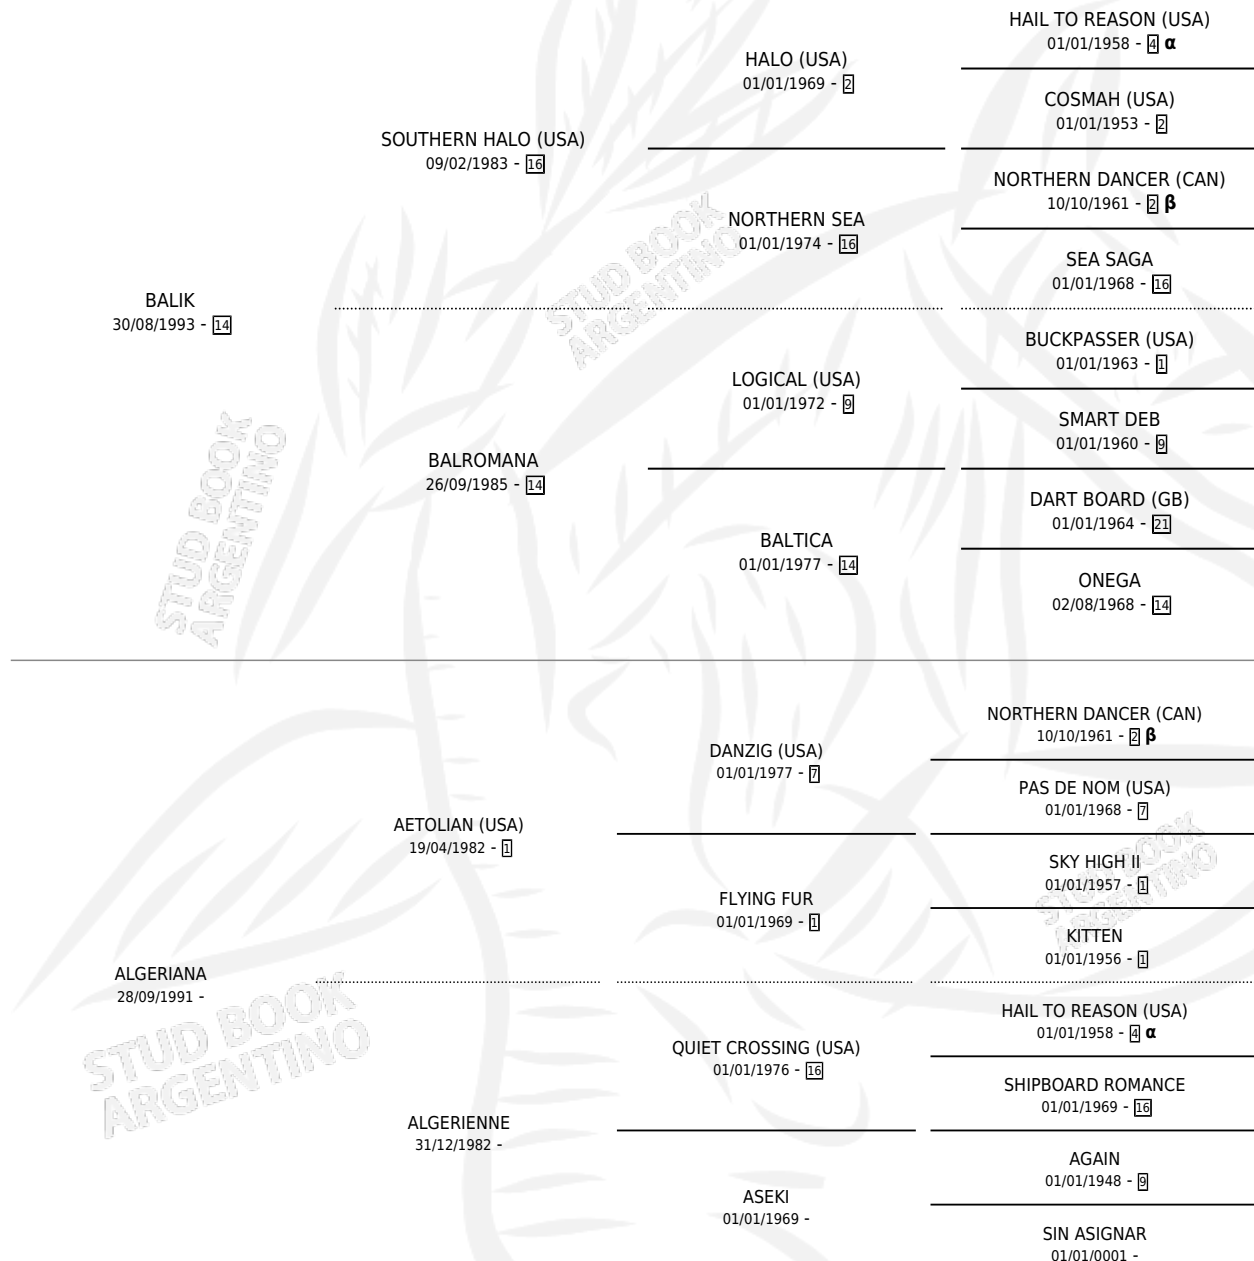 HAIL TO REASON (USA)
01/01/1958 - 4 α
HALO (USA)
01/01/1969 - 2
COSMAH (USA)
01/01/1953 - 2
SOUTHERN HALO (USA)
09/02/1983 - 16
NORTHERN DANCER (CAN)
10/10/1961 - 2 β
NORTHERN SEA
01/01/1974 - 16
SEA SAGA
01/01/1968 - 16
BALIK
30/08/1993 - 14
BUCKPASSER (USA)
01/01/1963 - 1
LOGICAL (USA)
01/01/1972 - 9
SMART DEB
01/01/1960 - 9
BALROMANA
26/09/1985 - 14
DART BOARD (GB)
01/01/1964 - 21
BALTICA
01/01/1977 - 14
ONEGA
02/08/1968 - 14
NORTHERN DANCER (CAN)
10/10/1961 - 2 β
DANZIG (USA)
01/01/1977 - 7
PAS DE NOM (USA)
01/01/1968 - 7
AETOLIAN (USA)
19/04/1982 - 1
SKY HIGH II
01/01/1957 - 1
FLYING FUR
01/01/1969 - 1
KITTEN
01/01/1956 - 1
ALGERIANA
28/09/1991 -
HAIL TO REASON (USA)
01/01/1958 - 4 α
QUIET CROSSING (USA)
01/01/1976 - 16
SHIPBOARD ROMANCE
01/01/1969 - 16
ALGERIENNE
31/12/1982 -
AGAIN
01/01/1948 - 9
ASEKI
01/01/1969 -
SIN ASIGNAR
01/01/0001 -
STUD BOOK
ARGENTINO
STUD BOOK
ARGENTINO
STUD BOOK
ARGENTINO
STUD BOOK
ARGENTINO